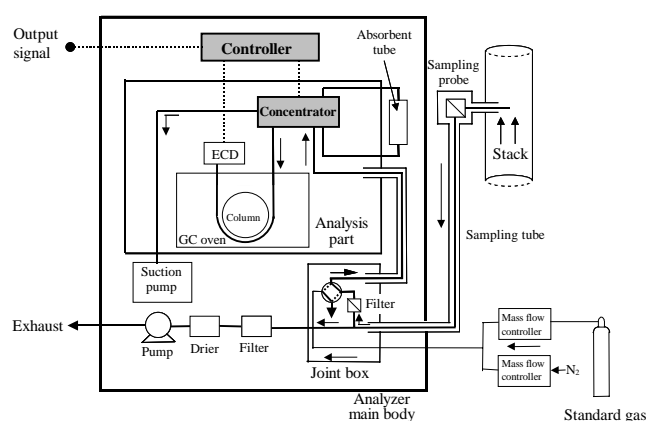 Output
signal
Controller
Absorbent
tube
Sampling
probe
Concentrator
ECD
Stack
Column
GC oven
Analysis
part
Sampling tube
Suction
pump
Filter
Mass flow
controller
Exhaust
Pump
Drier
Filter
Joint box
Mass flow
controller
N₂
Analyzer
main body
Standard gas